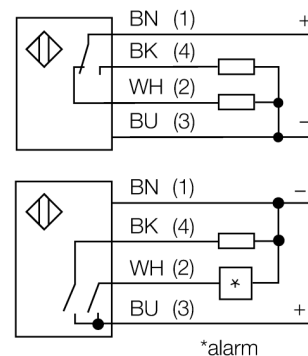 BN (1) +
BK (4)
WH (2)
BU (3) −
BN (1) −
BK (4)
WH (2)
*
BU (3) +
*alarm